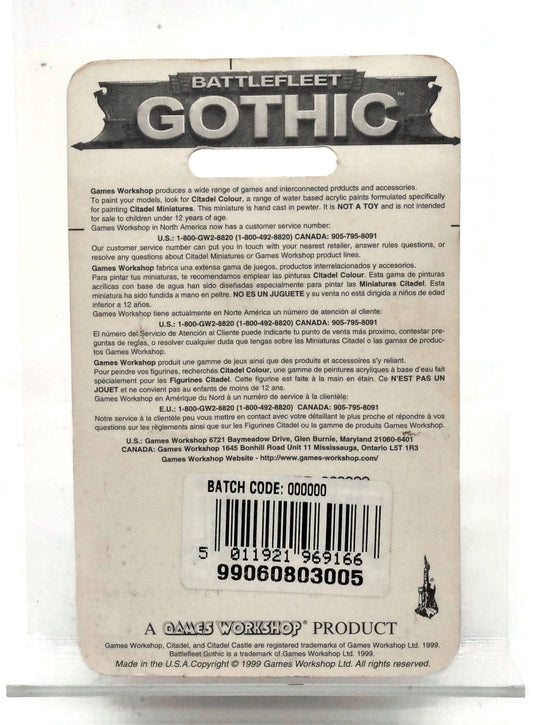 BATTLEFLEET
GOTHIC™
Games Workshop produces a wide range of games and interconnected products and accessories.
To paint your models, look for Citadel Colour, a range of water based acrylic paints formulated specifically
for painting Citadel Miniatures. This miniature is hand cast in pewter. It is NOT A TOY and is not intended
for sale to children under 12 years of age.
Games Workshop in North America now has a customer service number:
U.S.: 1-800-GW2-8820 (1-800-492-8820) CANADA: 905-795-8091
Our customer service number can put you in touch with your nearest retailer, answer rules questions, or
resolve any questions about Citadel Miniatures or Games Workshop product lines.
Games Workshop fabrica una extensa gama de juegos, productos interrelacionados y accesorios.
Para pintar tus miniaturas, te recomendamos emplear las pinturas Citadel Colour. Esta gama de pinturas
acrílicas con base de agua han sido diseñadas especialmente para pintar las Miniaturas Citadel. Esta
miniatura ha sido fundida a mano en peltre. NO ES UN JUGUETE y su venta no está dirigida a niños de edad
inferior a 12 años.
Games Workshop tiene actualmente en Norte América un número de atención al cliente:
U.S.: 1-800-GW2-8820 (1-800-492-8820) CANADA: 905-795-8091
El número del Servicio de Atención al Cliente puede indicarte tu punto de venta más proximo, contestar pre-
guntas de reglas, o resolver cualquier duda que tengas sobre las Miniaturas Citadel o las gamas de produc-
tos Games Workshop.
Games Workshop produit une gamme de jeux ainsi que des produits et accessoires s'y reliant.
Pour peindre vos figurines, recherchés Citadel Colour, une gamme de peintures acryliques à base d'eau fait
spécialement pour les Figurines Citadel. Cette figurine est faite à la main en étain. Ce N'EST PAS UN
JOUET et ne convient pas au enfants de moins de 12 ans.
Games Workshop en Amérique du Nord à un numéro de service à la clientèle:
E.U.: 1-800-GW2-8820 (1-800-492-8820) CANADA: 905-795-8091
Notre service à la clientèle peu vous mettre en contact avec votre détaillant le plus proche et répondre à vos
questions sur les règlements ainsi que sur les Figurines Citadel ou la gamme de produits Games Workshop.
U.S.: Games Workshop 6721 Baymeadow Drive, Glen Burnie, Maryland 21060-6401
CANADA: Games Workshop 1645 Bonhill Road Unit 11 Mississauga, Ontario L5T 1R3
Games Workshop Website - http://www.games-workshop.com/
BATCH CODE: 000000
5 011921 969166
99060803005
A GAMES WORKSHOP® PRODUCT
Games Workshop, Citadel, and Citadel Castle are registered trademarks of Games Workshop Ltd. 1999.
Battlefleet Gothic is a trademark of Games Workshop Ltd. 1999.
Made in the U.S.A.Copyright © 1999 Games Workshop Ltd. All rights reserved.